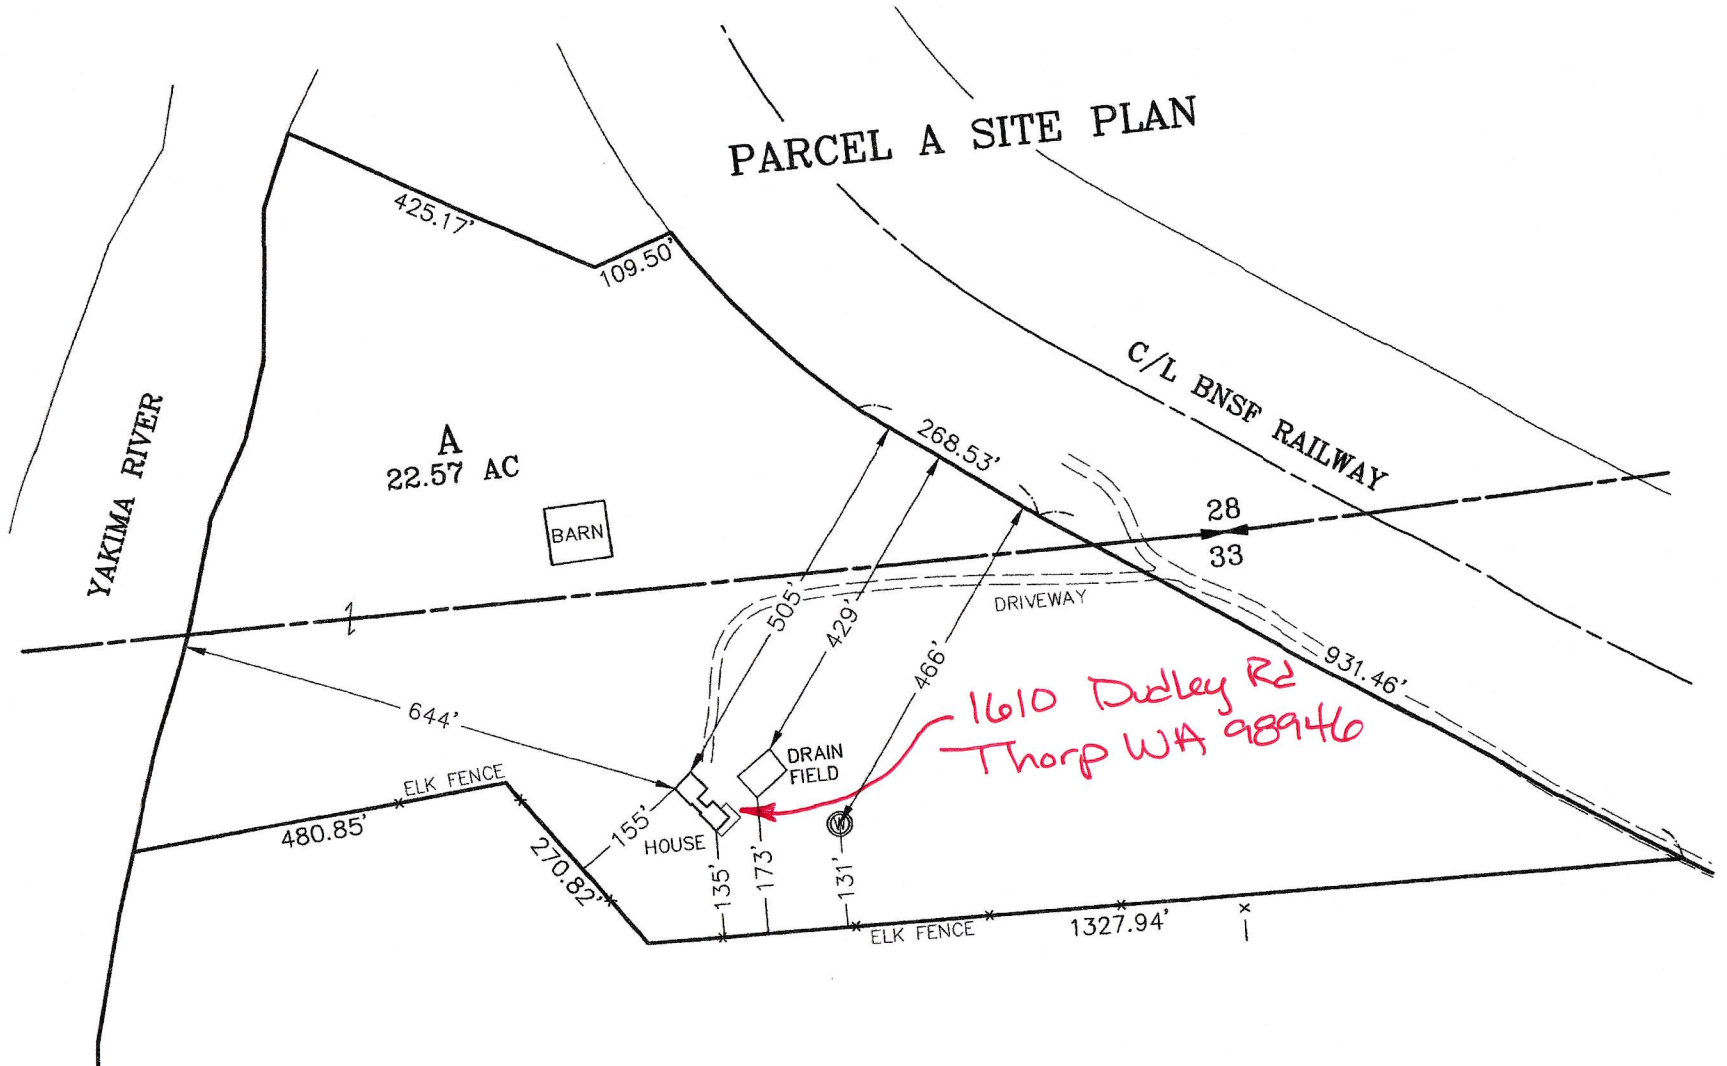 PARCEL A SITE PLAN
425.17'
109.50'
C/L BNSF RAILWAY
YAKIMA RIVER
A
22.57 AC
BARN
268.53'
28
33
505'
429'
466'
DRIVEWAY
931.46'
1610 Dudley Rd
Thorp WA 98946
644'
DRAIN
FIELD
ELK FENCE
480.85'
155'
HOUSE
W
270.82'
135'
173'
131'
ELK FENCE
1327.94'